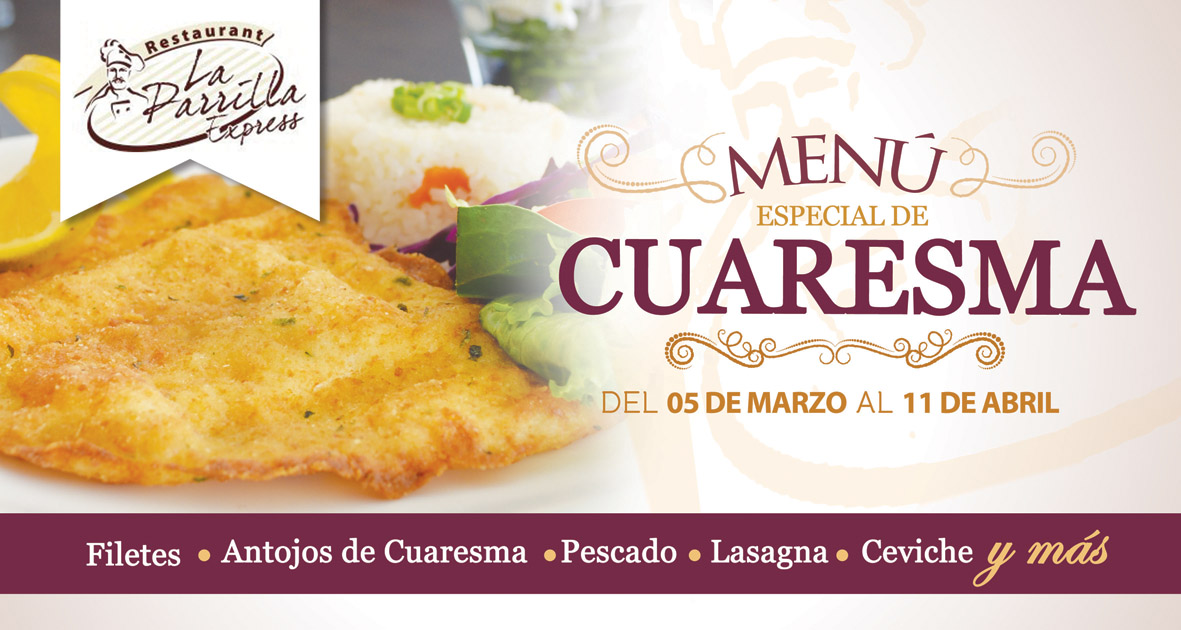 Restaurant
La
Parrilla
Express
MENÚ
ESPECIAL DE
CUARESMA
DEL 05 DE MARZO AL 11 DE ABRIL
Filetes • Antojos de Cuaresma • Pescado • Lasagna • Ceviche y más